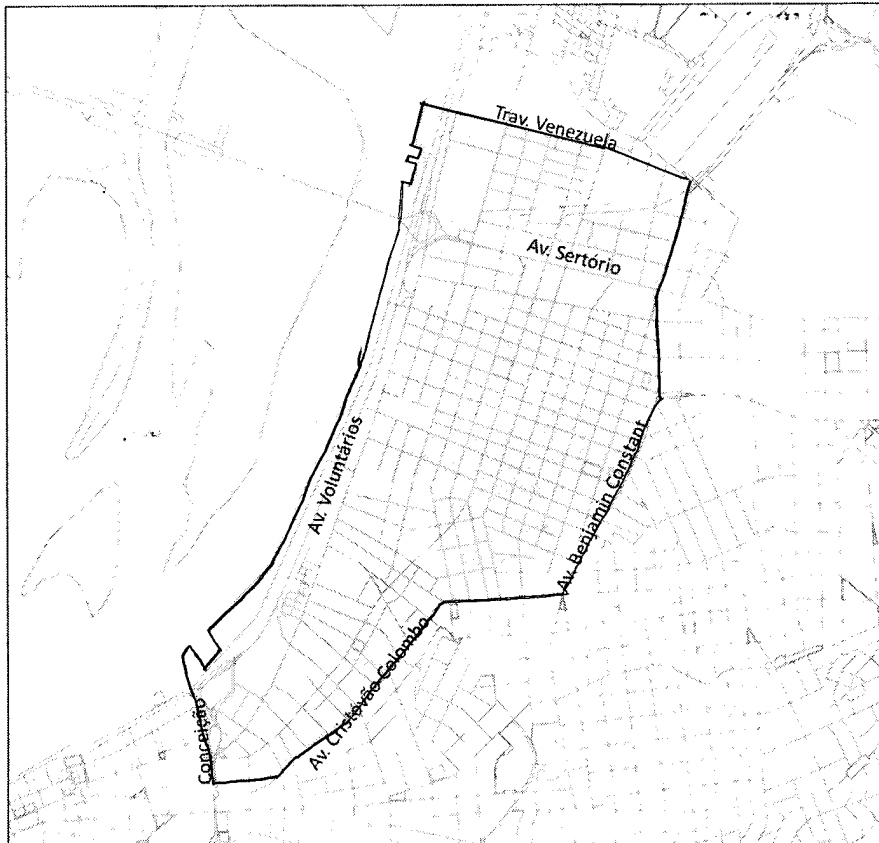 Trav. Venezuela
Av. Sertório
Av. Voluntários
Av. Benjamin Constant
Av. Cristóvão Colombo
Conceição